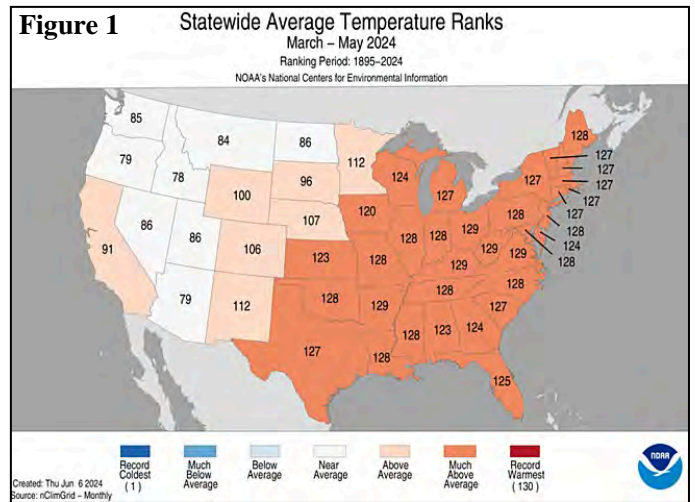 Figure 1
Statewide Average Temperature Ranks
March – May 2024
Ranking Period: 1895–2024
NOAA's National Centers for Environmental Information
85
84
86
112
128
79
78
100
96
124
127
127
127
127
127
127
127
128
124
128
86
86
91
106
107
120
128
128
129
128
123
128
129
129
129
79
112
128
129
128
128
127
127
128
128
123
124
125
Record
Coldest
(1)
Much
Below
Average
Below
Average
Near
Average
Above
Average
Much
Above
Average
Record
Warmest
(130)
NOAA
Created: Thu Jun 6 2024
Source: nClimGrid – Monthly